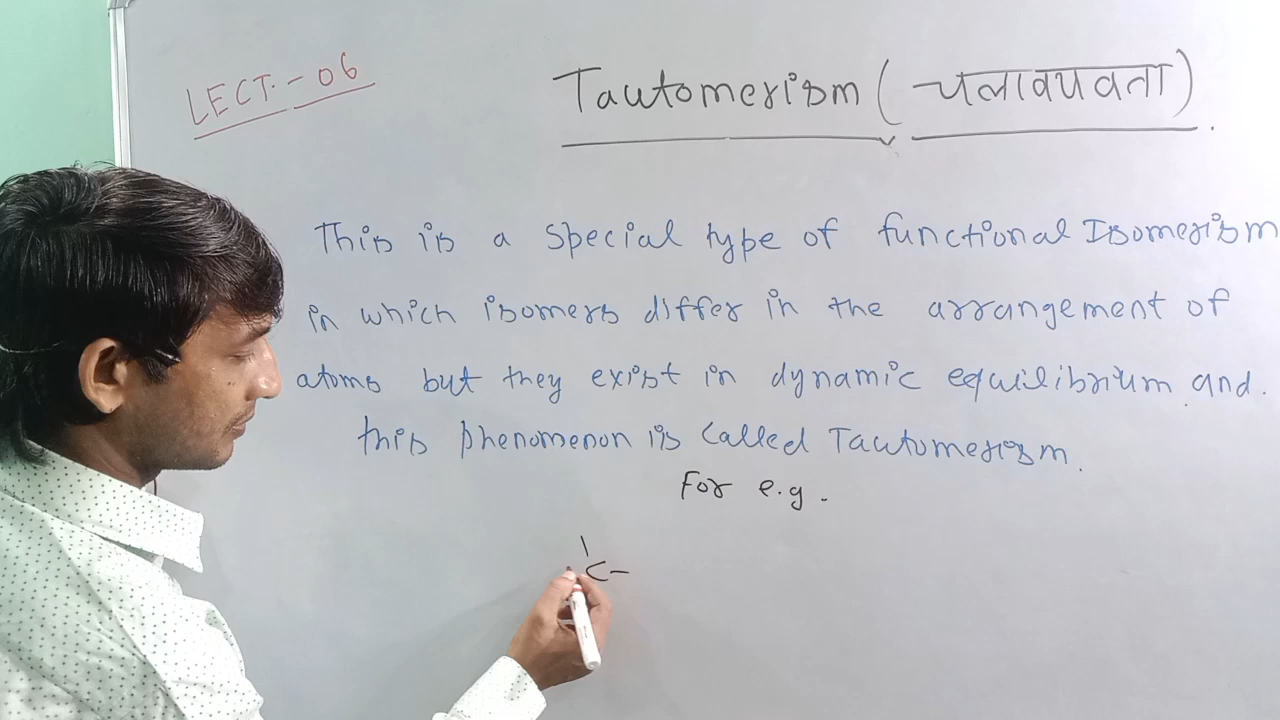 LECT.-06
Tautomerism (चलावयवता).
This is a special type of functional Isomerism
in which isomers differ in the arrangement of
atoms but they exist in dynamic equilibrium and.
this phenomenon is called Tautomerism.
For e.g.
C-